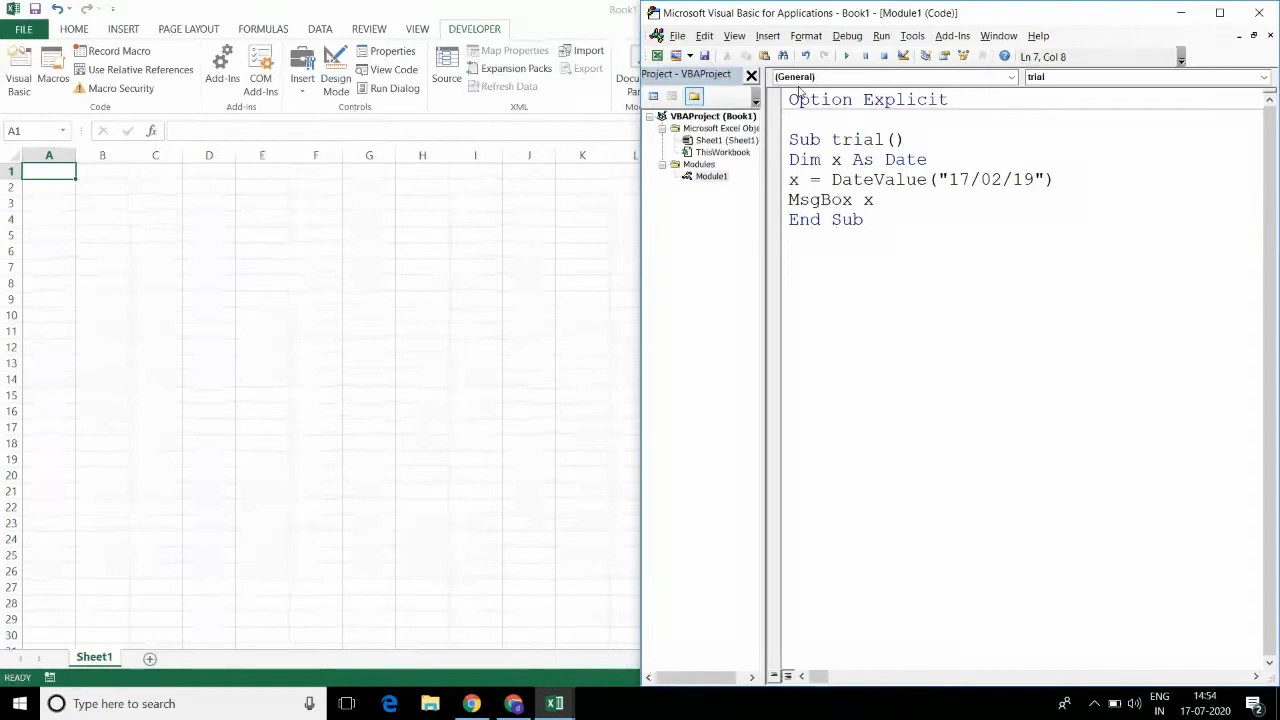 Book1
FILE HOME INSERT PAGE LAYOUT FORMULAS DATA REVIEW VIEW DEVELOPER
Visual Basic
Macros
Record Macro
Use Relative References
Macro Security
Code
Add-Ins
COM Add-Ins
Add-ins
Insert
Design Mode
Properties
View Code
Run Dialog
Controls
Source
Map Properties
Expansion Packs
Refresh Data
Import
Export
XML
A1
A B C D E F G H I J K
1
2
3
4
5
6
7
8
9
10
11
12
13
14
15
16
17
18
19
20
21
22
23
24
25
26
27
28
29
30
Sheet1
READY
Microsoft Visual Basic for Applications - Book1 - [Module1 (Code)]
File Edit View Insert Format Debug Run Tools Add-Ins Window Help
Ln 7, Col 8
Project - VBAProject
VBAProject (Book1)
Microsoft Excel Obje
Sheet1 (Sheet1)
ThisWorkbook
Modules
Module1
(General) trial
Option Explicit
Sub trial()
Dim x As Date
x = DateValue("17/02/19")
MsgBox x
End Sub
Type here to search
ENG
IN
14:54
17-07-2020
2